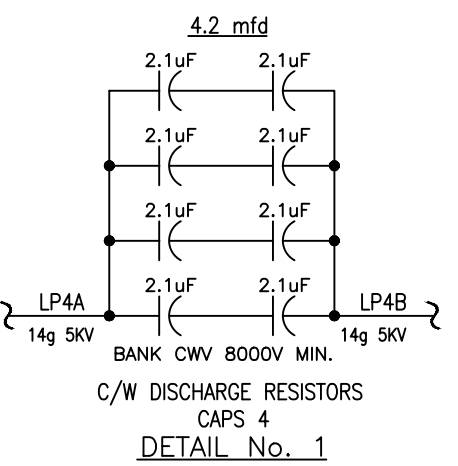 4.2 mfd
2.1uF 2.1uF
2.1uF 2.1uF
2.1uF 2.1uF
2.1uF 2.1uF
LP4A LP4B
14g 5KV 14g 5KV
BANK CWV 8000V MIN.
C/W DISCHARGE RESISTORS
CAPS 4
DETAIL No. 1